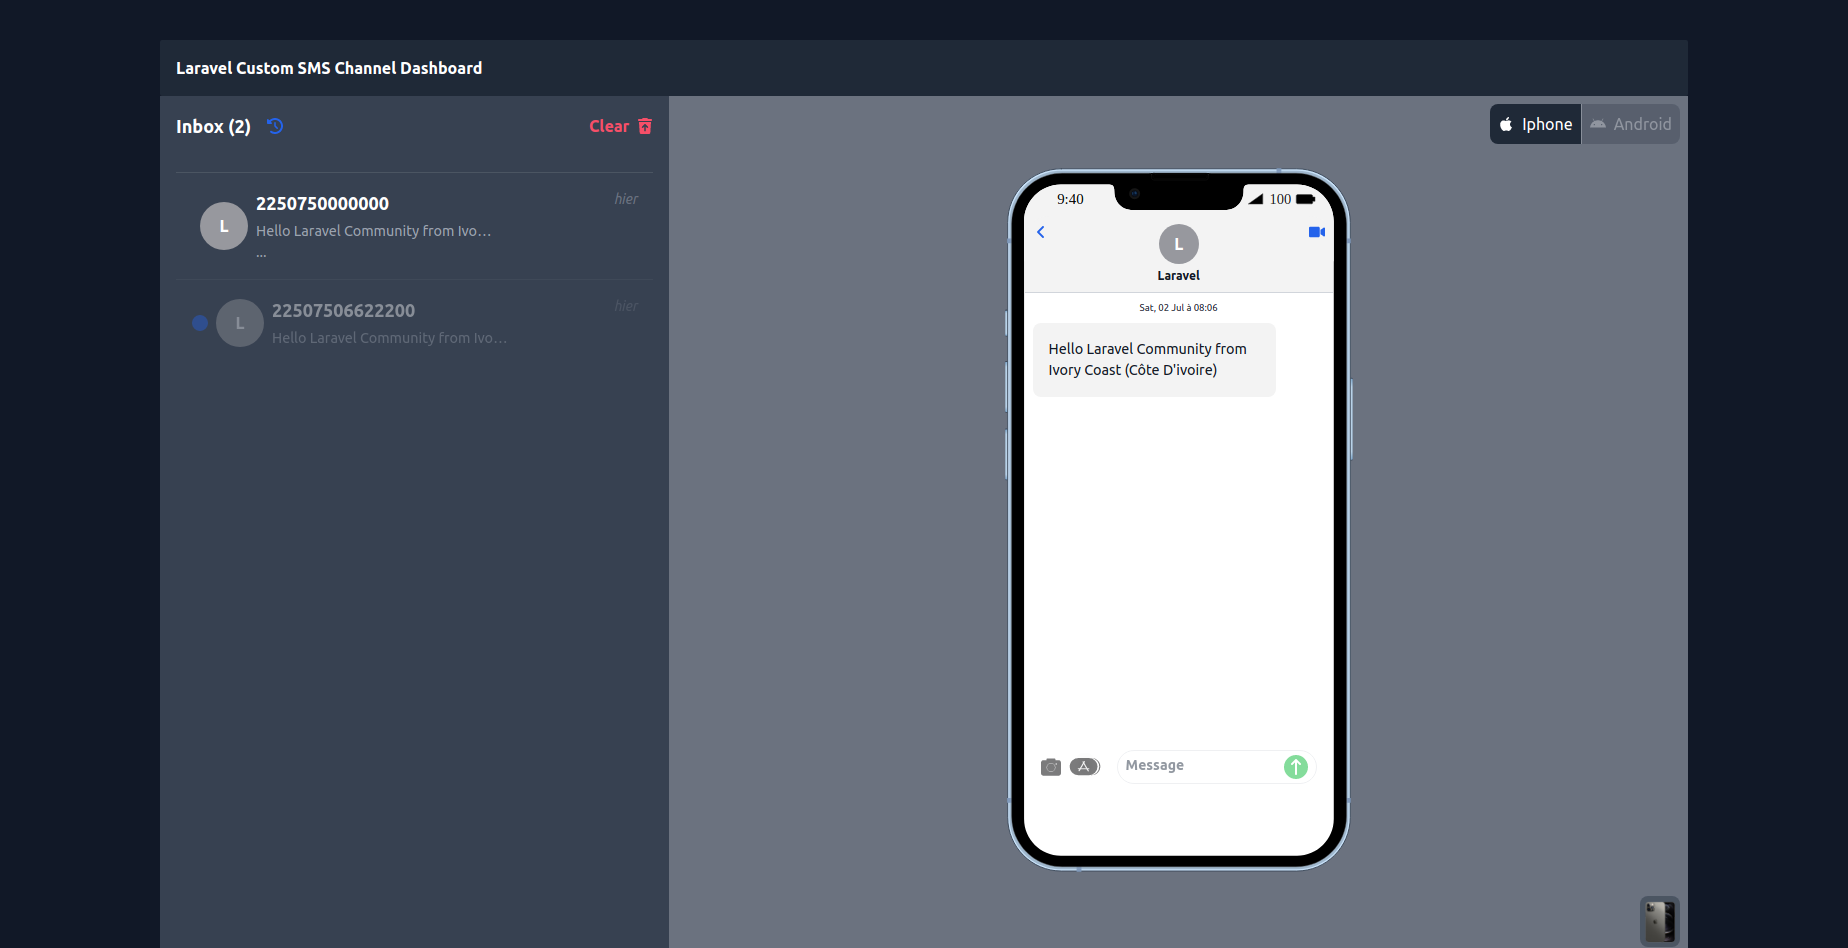 Laravel Custom SMS Channel Dashboard
Inbox (2)
Clear
L
2250750000000
hier
Hello Laravel Community from Ivo...
...
L
22507506622200
hier
Hello Laravel Community from Ivo...
Iphone
Android
9:40
100
L
Laravel
Sat, 02 Jul à 08:06
Hello Laravel Community from
Ivory Coast (Côte D'ivoire)
Message